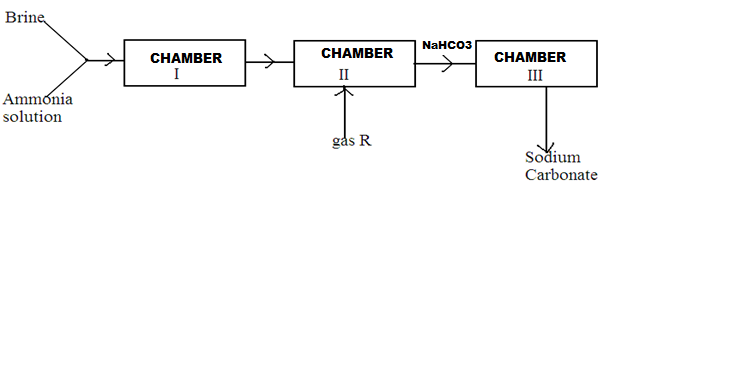 Brine
Ammonia
solution
CHAMBER
I
CHAMBER
II
gas R
NaHCO3
CHAMBER
III
Sodium
Carbonate